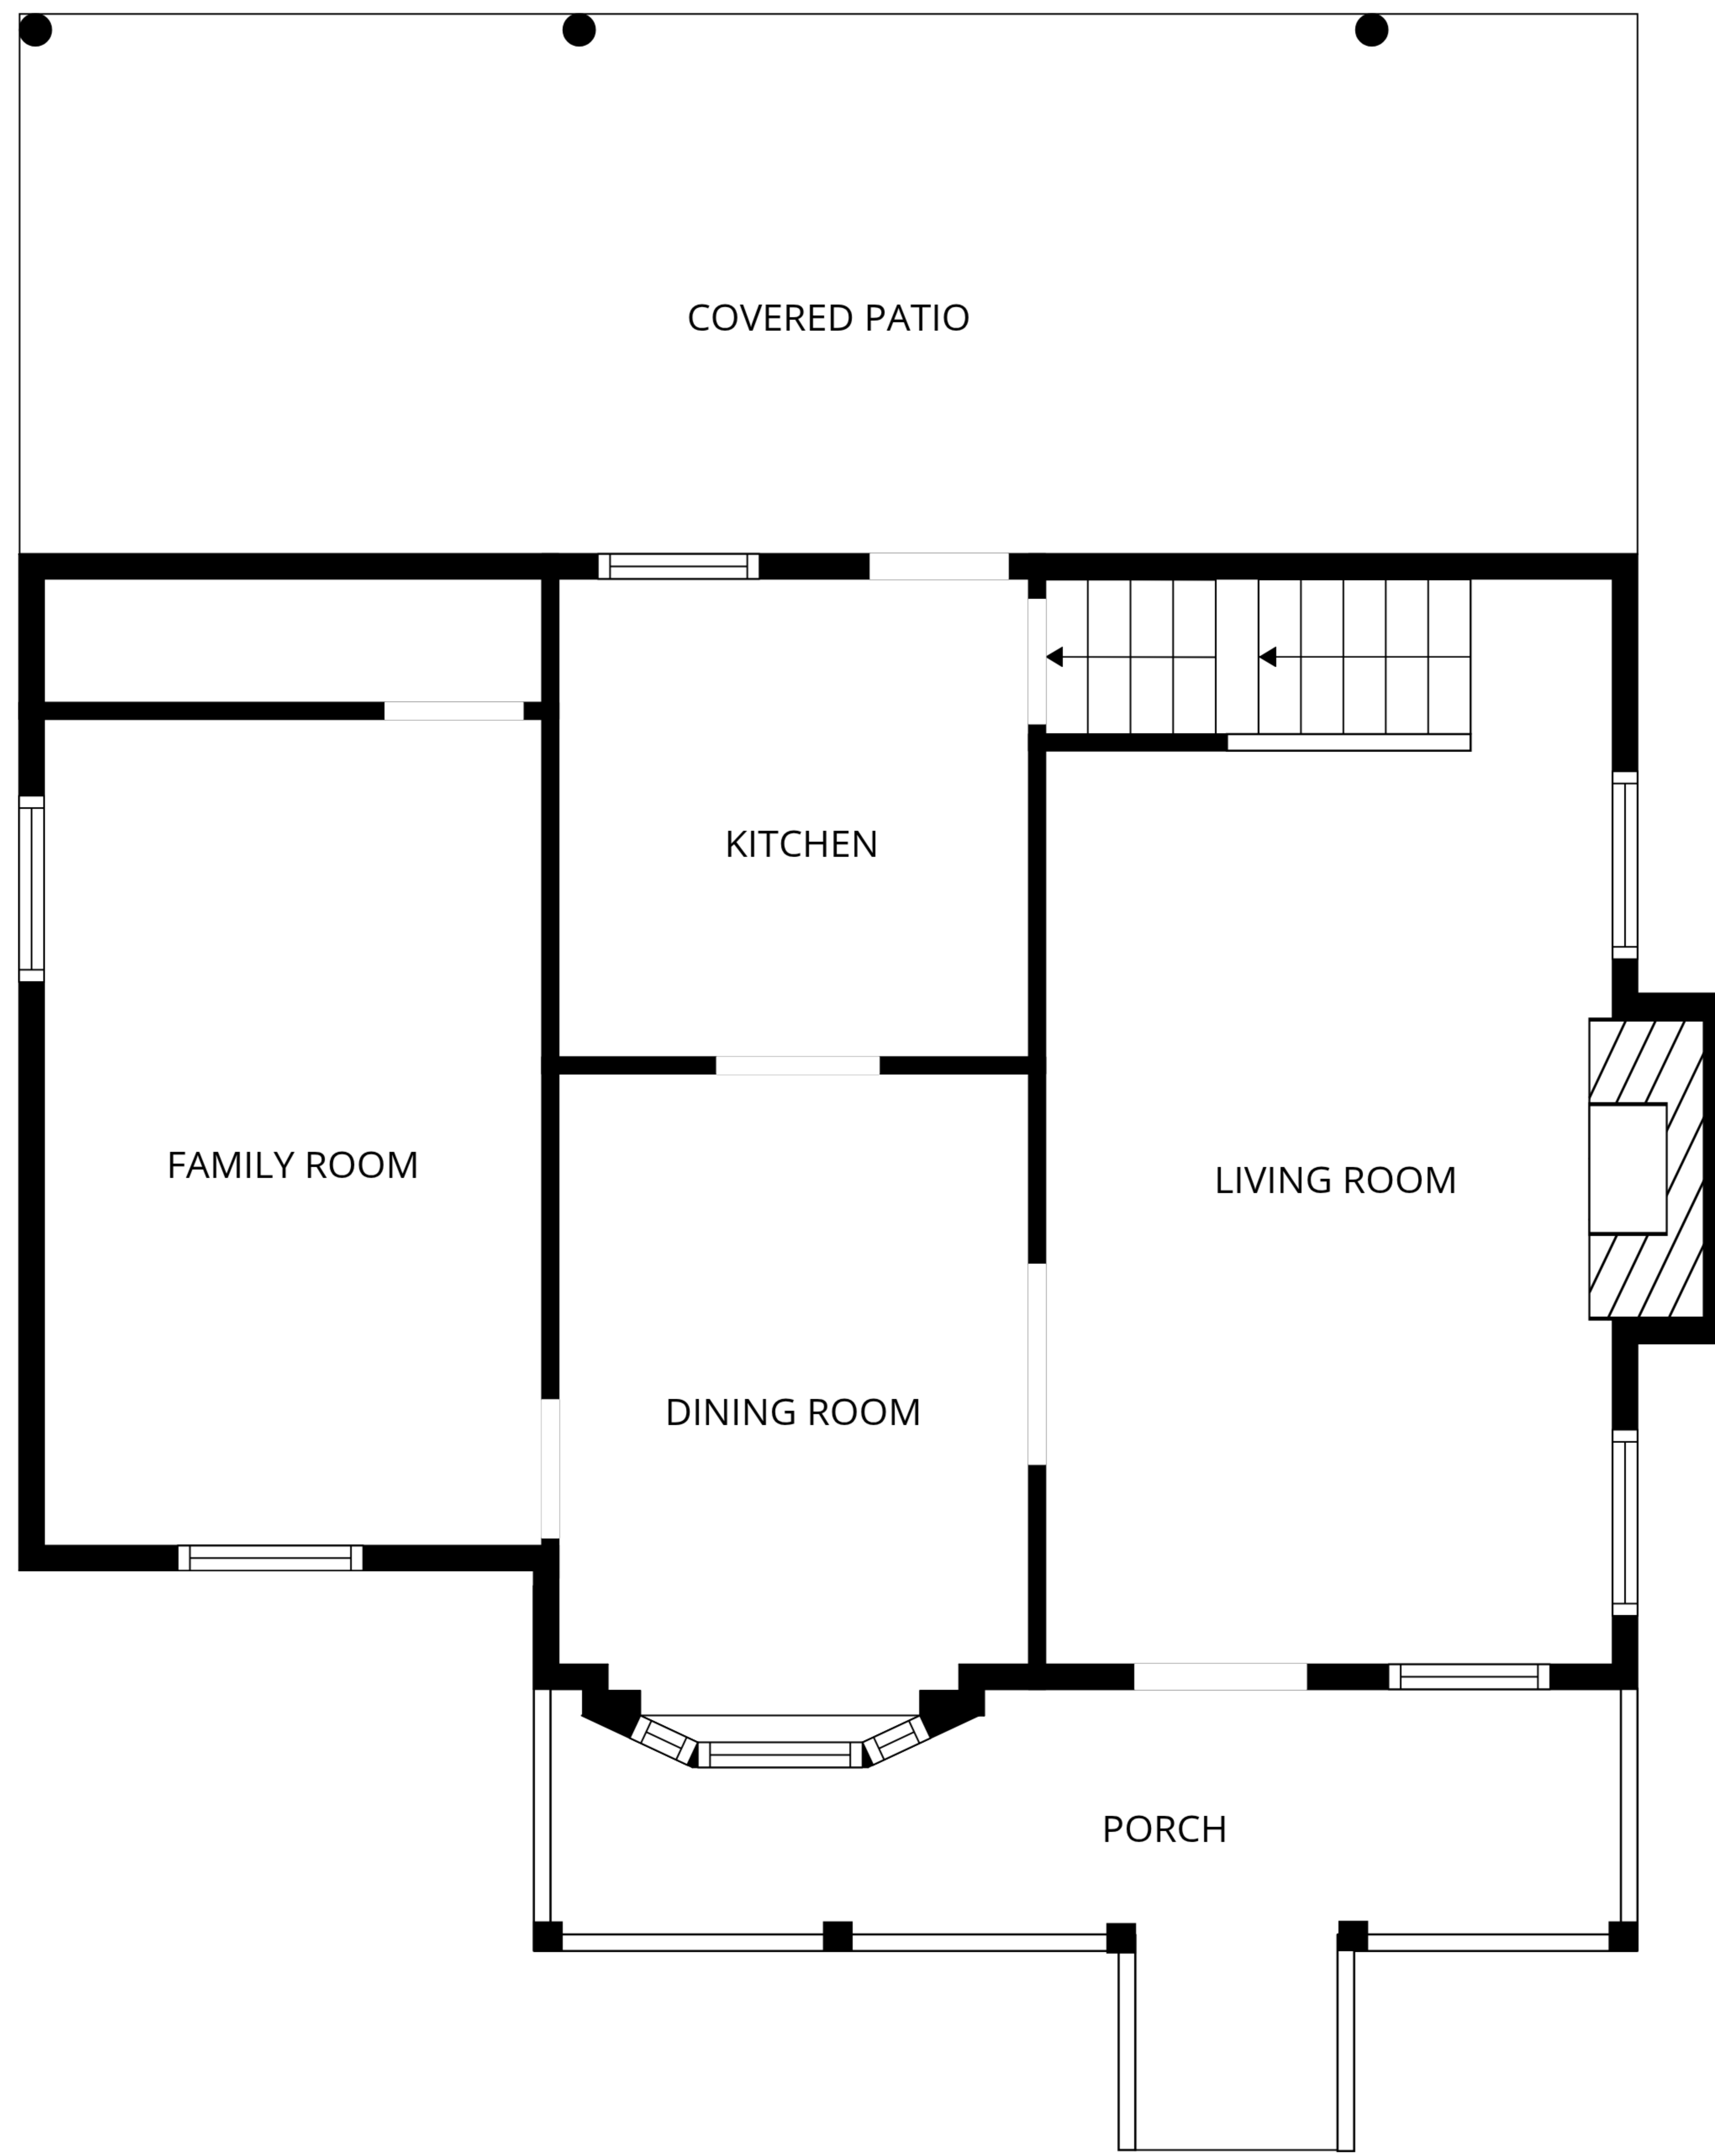 COVERED PATIO
KITCHEN
FAMILY ROOM
LIVING ROOM
DINING ROOM
PORCH